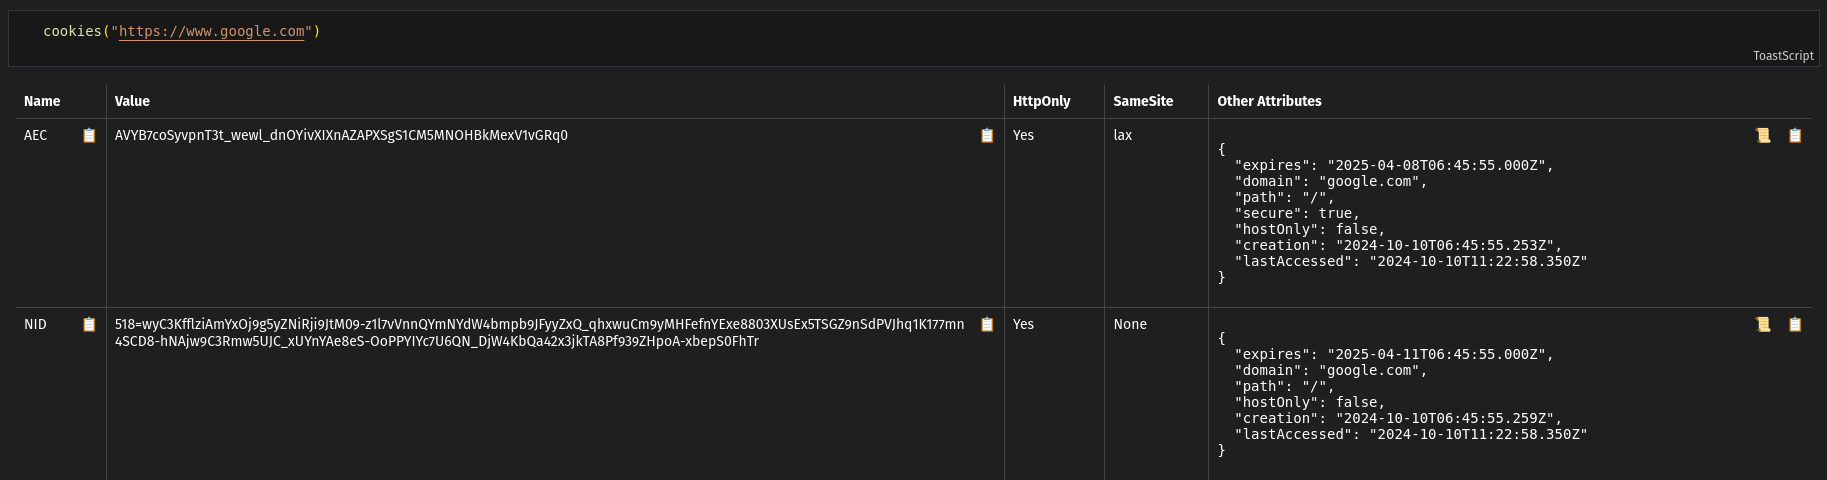 cookies("https://www.google.com")
ToastScript
Name Value HttpOnly SameSite Other Attributes
AEC AVYB7coSyvpnT3t_wewl_dnOYivXIXnAZAPXSgS1CM5MNOHBkMexV1vGRq0 Yes lax
{
"expires": "2025-04-08T06:45:55.000Z",
"domain": "google.com",
"path": "/",
"secure": true,
"hostOnly": false,
"creation": "2024-10-10T06:45:55.253Z",
"lastAccessed": "2024-10-10T11:22:58.350Z"
}
NID 518=wyC3KfflziAmYxOj9g5yZNiRji9JtM09-z1l7vVnnQYmNYdW4bmpb9JFyyZxQ_qhxwuCm9yMHFefnYExe8803XUsEx5TSGZ9nSdPVJhq1K177mn Yes None
4SCD8-hNAjw9C3Rmw5UJC_xUYnYAe8eS-OoPPYIYc7U6QN_DjW4KbQa42x3jkTA8Pf939ZHpoA-xbepS0FhTr
{
"expires": "2025-04-11T06:45:55.000Z",
"domain": "google.com",
"path": "/",
"hostOnly": false,
"creation": "2024-10-10T06:45:55.259Z",
"lastAccessed": "2024-10-10T11:22:58.350Z"
}